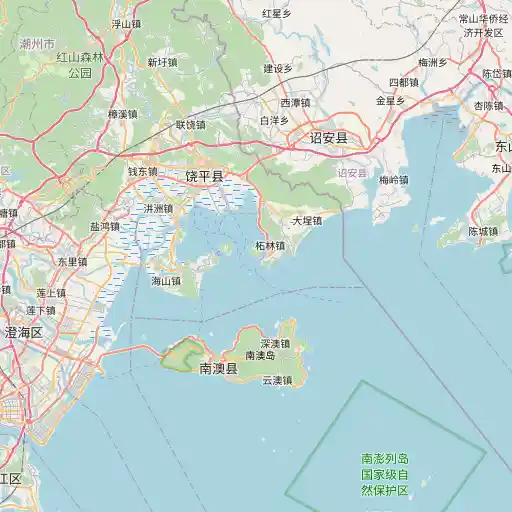 浮山镇
红星乡
常山华侨经
济开发区
潮州市
红山森林
公园
新圩镇
建设乡
梅洲乡
陈岱镇
四都镇
西潭镇
金星乡
杏陈镇
樟溪镇
联饶镇
白洋乡
诏安县
东山
钱东镇
饶平县
诏安县
梅岭镇
东山
区
洪洲镇
大埕镇
盐鸿镇
陈城镇
柘林镇
东里镇
海山镇
莲上镇
莲下镇
澄海区
深澳镇
南澳岛
南澳县
云澳镇
南澎列岛
国家级自
然保护区
江区